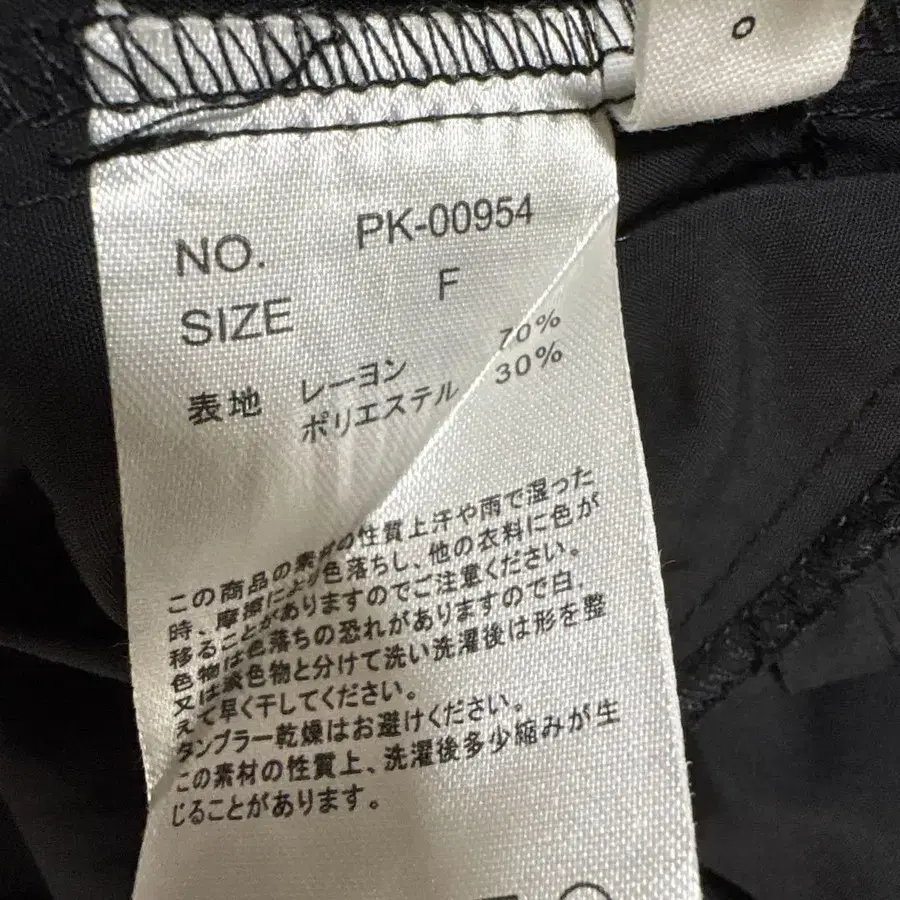 NO. PK-00954
SIZE F
表地 レーヨン 70%
ポリエステル 30%
この商品の素材の性質上汗や雨で湿った
時、摩擦により色落ちし、他の衣料に色が
移ることがありますのでご注意ください。
色物は色落ちの恐れがありますので白.
又は淡色物と分けて洗い洗濯後は形を整
えて早く干してください。
タンブラー乾燥はお避けください。
この素材の性質上、洗濯後多少縮みが生
じることがあります。